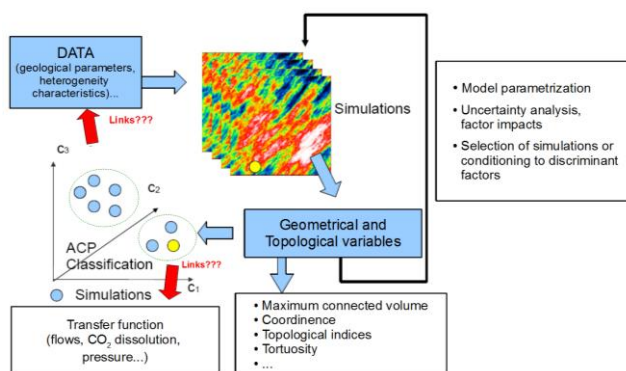 DATA
(geological parameters,
heterogeneity
characteristics)...
Simulations
• Model parametrization
• Uncertainty analysis,
factor impacts
• Selection of simulations or
conditioning to discriminant
factors
Links???
C3
C2
ACP
Classification
Links???
C1
Simulations
Geometrical and
Topological variables
Transfer function
(flows, CO2 dissolution,
pressure...)
• Maximum connected volume
• Coordinence
• Topological indices
• Tortuosity
• ...